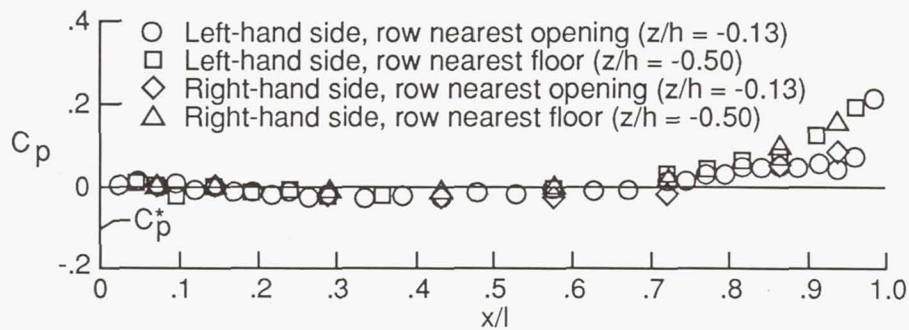 .4
Left-hand side, row nearest opening (z/h = -0.13)
Left-hand side, row nearest floor (z/h = -0.50)
.2
Right-hand side, row nearest opening (z/h = -0.13)
Right-hand side, row nearest floor (z/h = -0.50)
Cp
0
C*p
-.2
0 .1 .2 .3 .4 .5 .6 .7 .8 .9 1.0
x/l